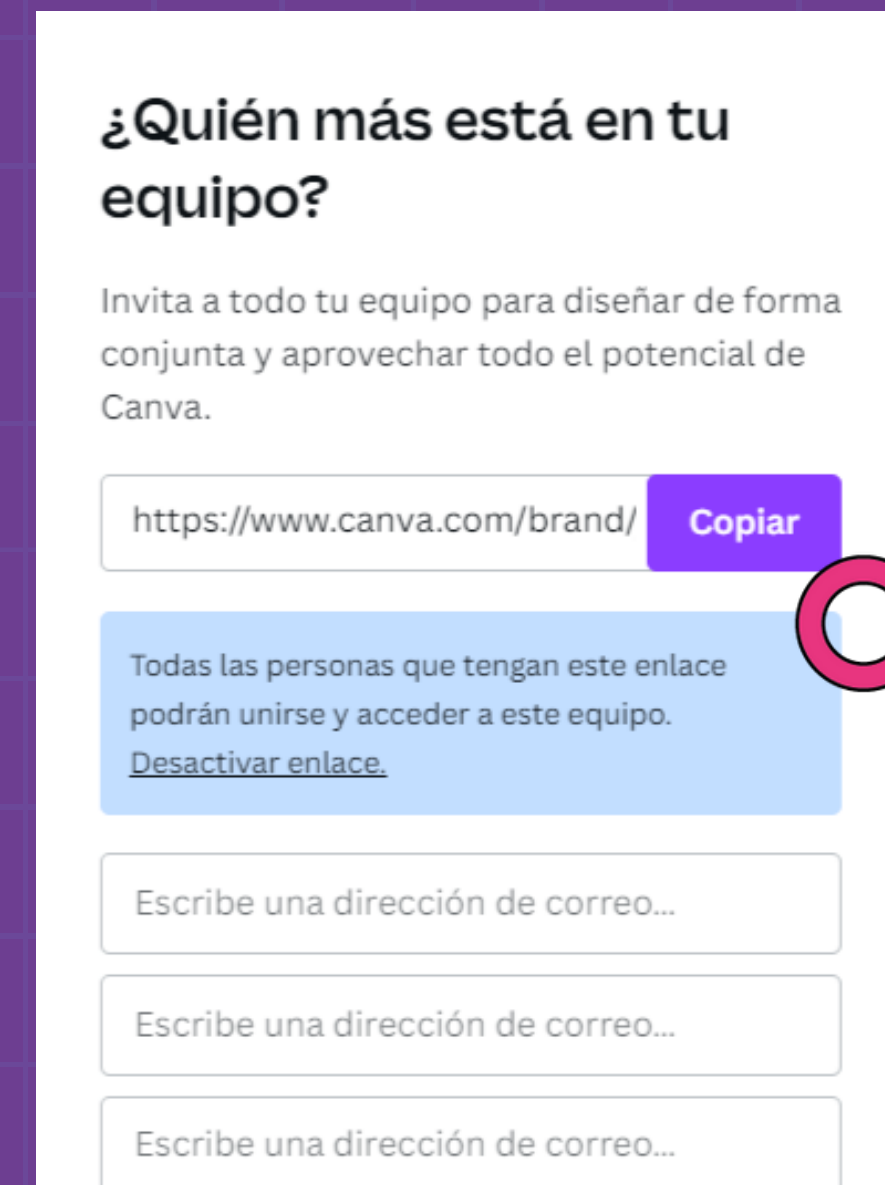 ¿Quién más está en tu
equipo?
Invita a todo tu equipo para diseñar de forma
conjunta y aprovechar todo el potencial de
Canva.
https://www.canva.com/brand/
Copiar
Todas las personas que tengan este enlace
podrán unirse y acceder a este equipo.
Desactivar enlace.
Escribe una dirección de correo...
Escribe una dirección de correo...
Escribe una dirección de correo...